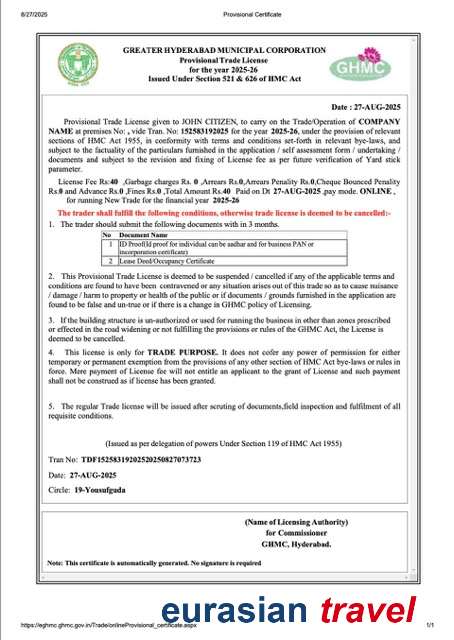 8/27/2025 Provisional Certificate
GREATER HYDERABAD MUNICIPAL CORPORATION
Provisional Trade License
for the year 2025-26
Issued Under Section 521 & 626 of HMC Act
GHMC
Date : 27-AUG-2025
Provisional Trade License given to JOHN CITIZEN, to carry on the Trade/Operation of COMPANY
NAME at premises No: , vide Tran. No: 152583192025 for the year 2025-26, under the provision of relevant
sections of HMC Act 1955, in conformity with terms and conditions set-forth in relevant bye-laws, and
subject to the factuality of the particulars furnished in the application / self assessment form / undertaking /
documents and subject to the revision and fixing of License fee as per future verification of Yard stick
parameter.
License Fee Rs:40 ,Garbage charges Rs. 0 ,Arrears Rs.0,Arrears Penality Rs.0,Cheque Bounced Penality
Rs.0 and Advance Rs.0 ,Fines Rs.0 ,Total Amount Rs.40 Paid on Dt 27-AUG-2025 ,pay mode. ONLINE ,
for running New Trade for the financial year 2025-26
The trader shall fulfill the following conditions, otherwise trade license is deemed to be cancelled:-
1. The trader should submit the following documents with in 3 months.
No Document Name
1 ID Proof(Id proof for individual can be aadhar and for business PAN or
incorporation certificate)
2 Lease Deed/Occupancy Certificate
2. This Provisional Trade License is deemed to be suspended / cancelled if any of the applicable terms and
conditions are found to have been contravened or any situation arises out of this trade so as to cause nuisance
/ damage / harm to property or health of the public or if documents / grounds furnished in the application are
found to be false and un-true or if there is a change in GHMC policy of Licensing.
3. If the building structure is un-authorized or used for running the business in other than zones prescribed
or effected in the road widening or not fulfilling the provisions or rules of the GHMC Act, the License is
deemed to be cancelled.
4. This license is only for TRADE PURPOSE. It does not cofer any power of permission for either
temporary or permanent exemption from the provisions of any other section of HMC Act bye-laws or rules in
force. Mere payment of License fee will not entitle an applicant to the grant of License and such payment
shall not be construed as if license has been granted.
5. The regular Trade license will be issued after scruting of documents,field inspection and fulfilment of all
requisite conditions.
(Issued as per delegation of powers Under Section 119 of HMC Act 1955)
Tran No: TDF15258319202520250827073723
Date: 27-AUG-2025
Circle: 19-Yousufguda
(Name of Licensing Authority)
for Commissioner
GHMC, Hyderabad.
Note: This certificate is automatically generated. No signature is required
eurasian travel
https://eghmc.ghmc.gov.in/Trade/onlineProvisional_certificate.aspx 1/1